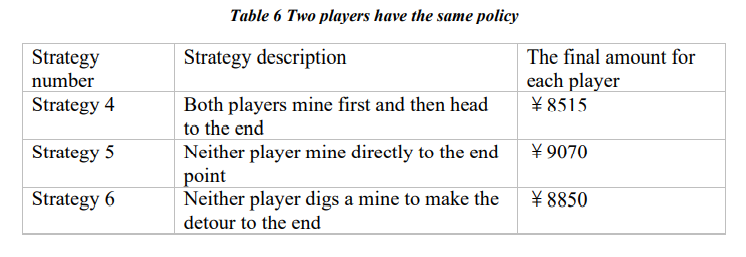 Table 6 Two players have the same policy
Strategy number
Strategy description
The final amount for each player
Strategy 4
Both players mine first and then head to the end
￥8515
Strategy 5
Neither player mine directly to the end point
￥9070
Strategy 6
Neither player digs a mine to make the detour to the end
￥8850